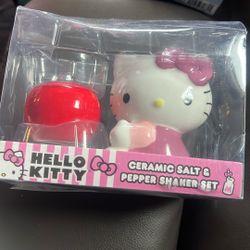 HELLO
KITTY
CERAMIC SALT &
PEPPER SHAKER SET